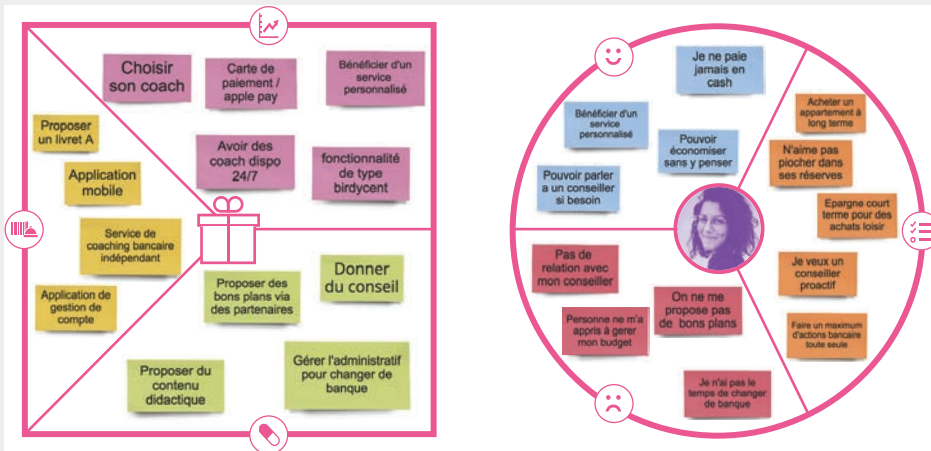 Choisir
son coach
Carte de
paiement /
apple pay
Bénéficier d'un
service
personnalisé
Proposer
un livret A
Avoir des
coach dispo
24/7
fonctionnalité
de type
birdycent
Application
mobile
Service de
coaching bancaire
indépendant
Application de
gestion de
compte
Proposer des
bons plans via
des partenaires
Donner
du conseil
Proposer du
contenu
didactique
Gérer l'administratif
pour changer de
banque
Je ne paie
jamais en
cash
Bénéficier d'un
service
personnalisé
Pouvoir
économiser
sans y penser
Pouvoir parler
a un conseiller
si besoin
Acheter un
appartement à
long terme
N'aime pas
piocher dans
ses réserves
Epargne court
terme pour des
achats loisir
Je veux un
conseiller
proactif
Faire un maximum
d'actions bancaire
toute seule
Pas de
relation avec
mon conseiller
Personne ne m'a
appris à gerer
mon budget
On ne me
propose pas
de bons plans
Je n'ai pas le
temps de changer
de banque